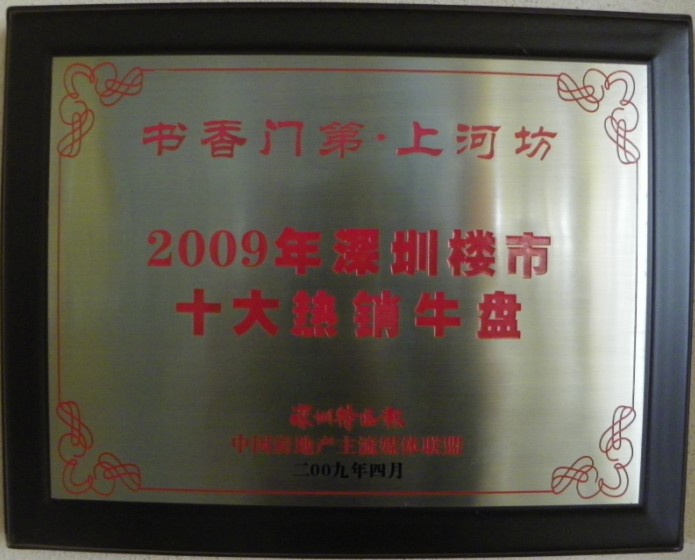 书香门第·上河坊
2009年深圳楼市
十大热销牛盘
深圳特区报
中国房地产主流媒体联盟
二00九年四月